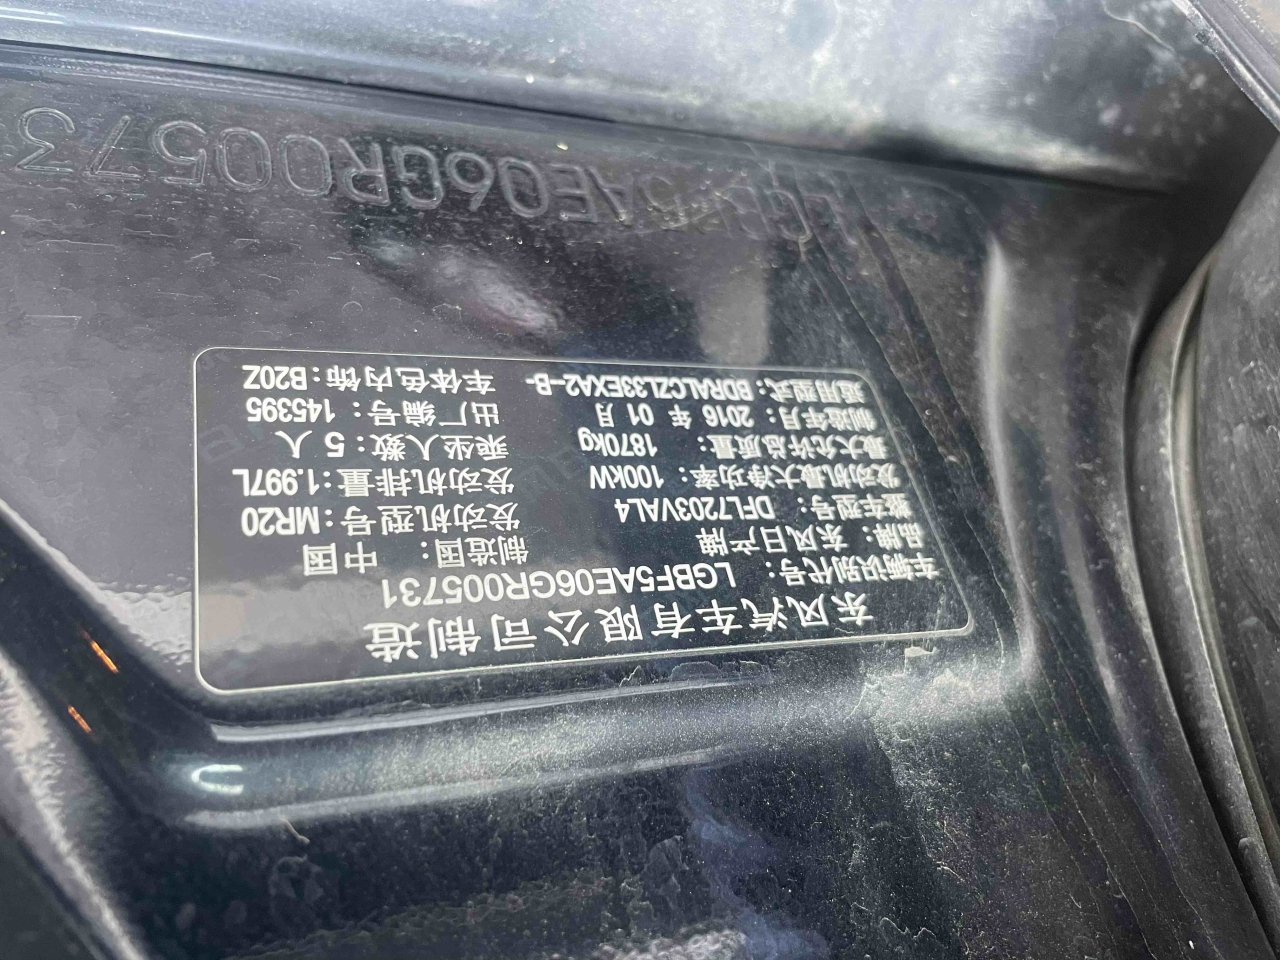 东风汽车有限公司制造
车辆识别代号: LGBF5AE06GR005731
品牌: 东风日产牌 制造国: 中国
整车型号: DFL7203VAL4 发动机型号:MR20
发动机最大净功率: 100KW 发动机排量:1.997L
最大允许总质量: 1870kg 乘坐人数: 5 人
制造年月: 2016 年 01 月 出厂编号: 145395
适用型式: BDRALCZL33EXA2-B- 车体色内饰:B20Z
LGBF5AE06GR00573